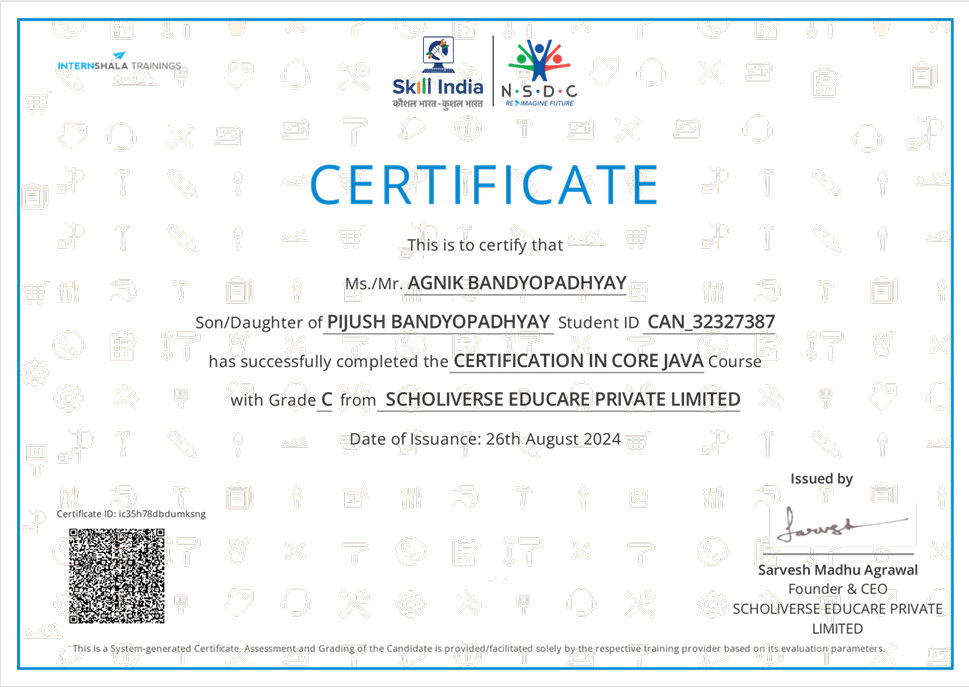 INTERNSHALA TRAININGS
Skill India
कौशल भारत - कुशल भारत
N·S·D·C
RE IMAGINE FUTURE
CERTIFICATE
This is to certify that
Ms./Mr. AGNIK BANDYOPADHYAY
Son/Daughter of PIJUSH BANDYOPADHYAY Student ID CAN_32327387
has successfully completed the CERTIFICATION IN CORE JAVA Course
with Grade C from SCHOLIVERSE EDUCARE PRIVATE LIMITED
Date of Issuance: 26th August 2024
Issued by
Certificate ID: ic35h78dbdumksng
Sarvesh
Sarvesh Madhu Agrawal
Founder & CEO
SCHOLIVERSE EDUCARE PRIVATE
LIMITED
This is a System-generated Certificate. Assessment and Grading of the Candidate is provided/facilitated solely by the respective training provider based on its evaluation parameters.